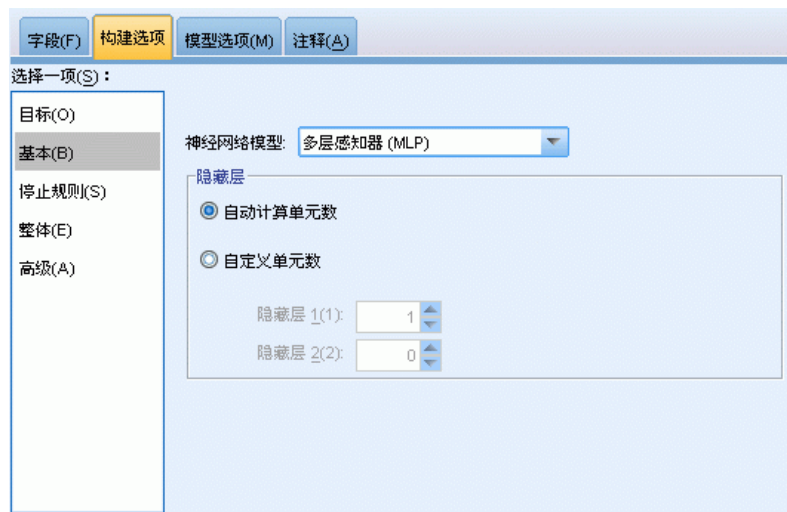 字段(F) 构建选项 模型选项(M) 注释(A)
选择一项(S)：
目标(O)
基本(B)
停止规则(S)
整体(E)
高级(A)
神经网络模型: 多层感知器 (MLP)
隐藏层
自动计算单元数
自定义单元数
隐藏层 1(1): 1
隐藏层 2(2): 0